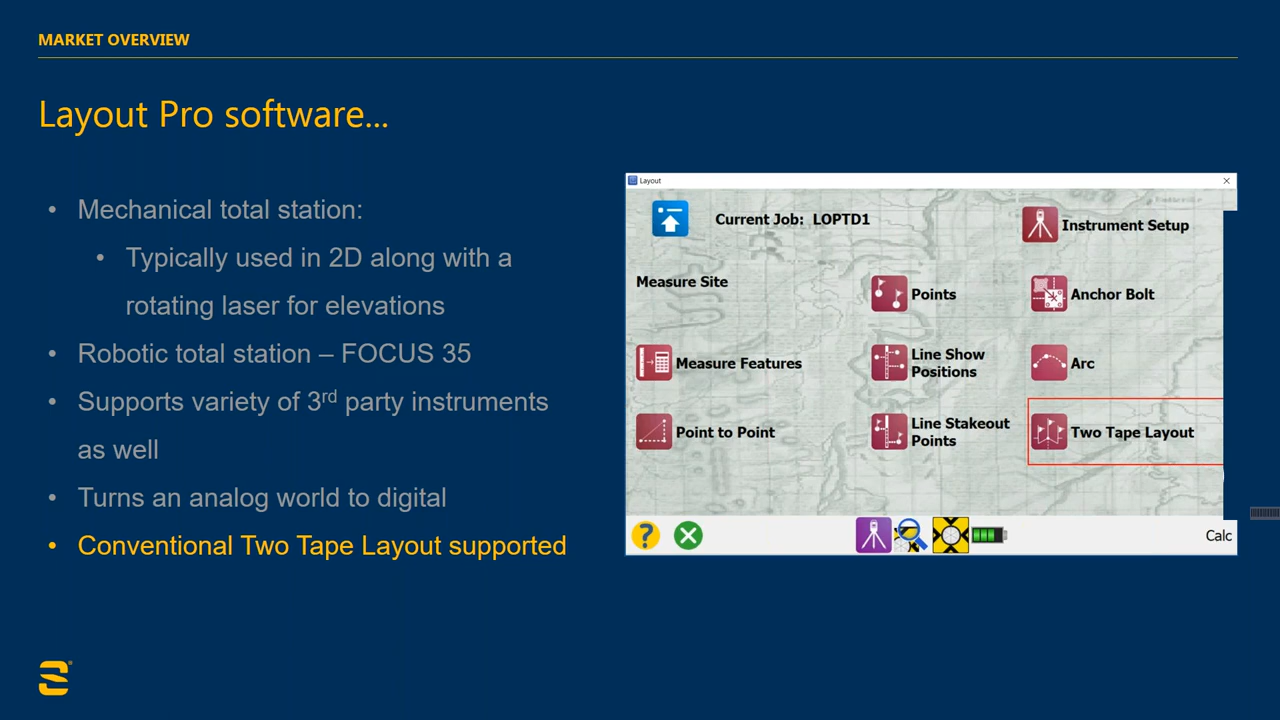 MARKET OVERVIEW
Layout Pro software...
• Mechanical total station:
• Typically used in 2D along with a
rotating laser for elevations
• Robotic total station – FOCUS 35
• Supports variety of 3rd party instruments
as well
• Turns an analog world to digital
• Conventional Two Tape Layout supported
Layout
Current Job: LOPTD1
Instrument Setup
Measure Site
Points
Anchor Bolt
Measure Features
Line Show
Positions
Arc
Point to Point
Line Stakeout
Points
Two Tape Layout
?
Calc